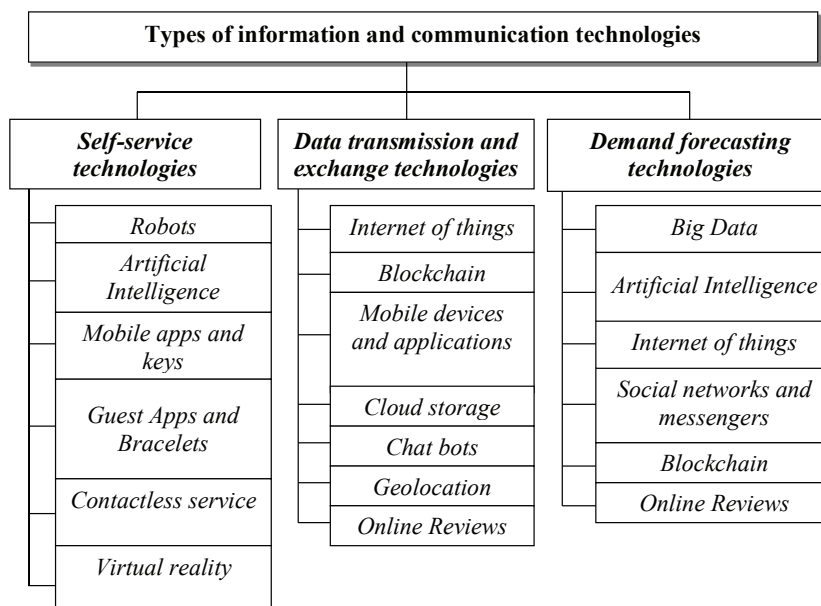 Types of information and communication technologies
Self-service
technologies
Robots
Artificial
Intelligence
Mobile apps and
keys
Guest Apps and
Bracelets
Contactless service
Virtual reality
Data transmission and
exchange technologies
Internet of things
Blockchain
Mobile devices
and applications
Cloud storage
Chat bots
Geolocation
Online Reviews
Demand forecasting
technologies
Big Data
Artificial Intelligence
Internet of things
Social networks and
messengers
Blockchain
Online Reviews